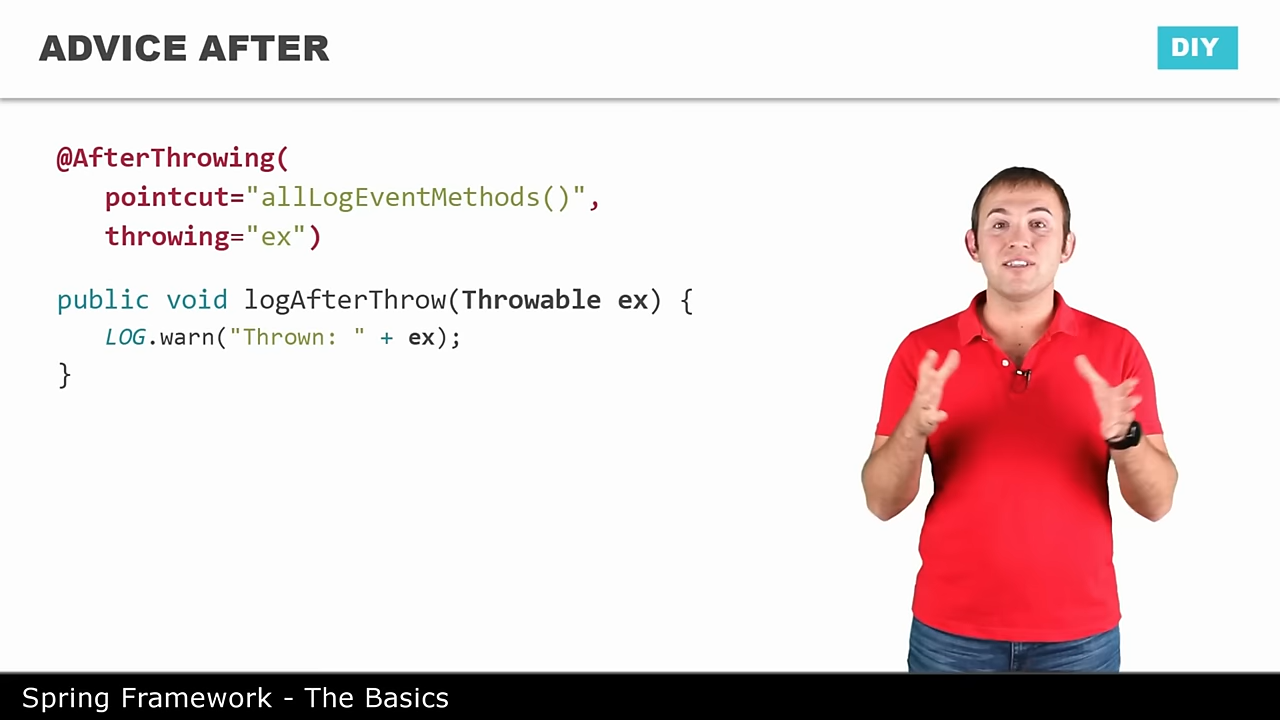 ADVICE AFTER
DIY
@AfterThrowing(
pointcut="allLogEventMethods()",
throwing="ex")
public void logAfterThrow(Throwable ex) {
LOG.warn("Thrown: " + ex);
}
Spring Framework - The Basics